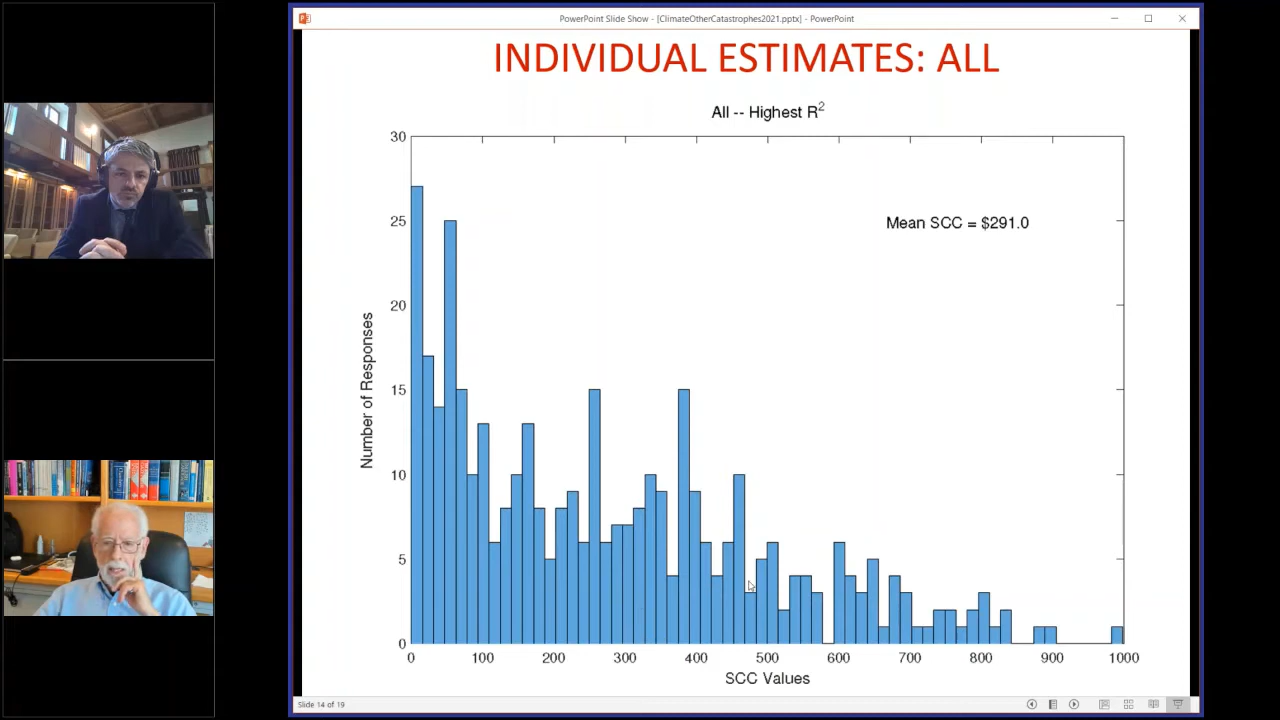 PowerPoint Slide Show - [ClimateOtherCatastrophes2021.pptx] - PowerPoint
INDIVIDUAL ESTIMATES: ALL
All -- Highest R²
Mean SCC = $291.0
Number of Responses
30
25
20
15
10
5
0
0 100 200 300 400 500 600 700 800 900 1000
SCC Values
Slide 14 of 19